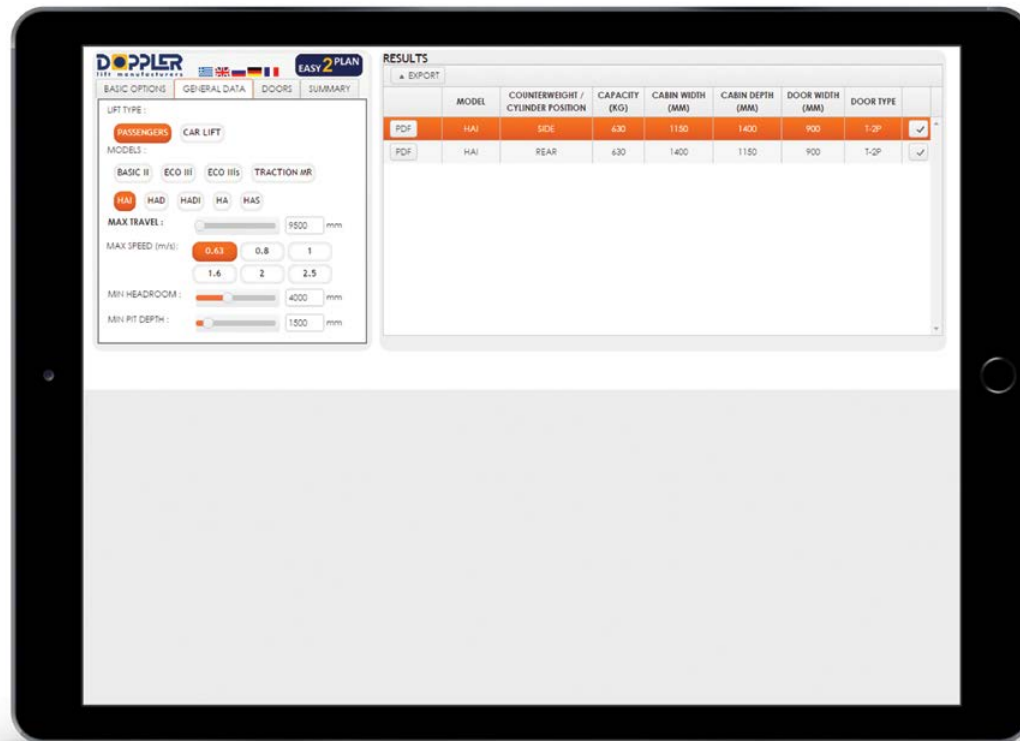 DOPPLER
lift manufacturers
EASY 2 PLAN
BASIC OPTIONS GENERAL DATA DOORS SUMMARY
LIFT TYPE :
PASSENGERS CAR LIFT
MODELS :
BASIC II ECO III ECO IIIs TRACTION MR
HAI HAD HADI HA HAS
MAX TRAVEL : 9500 mm
MAX SPEED (m/s): 0.63 0.8 1
1.6 2 2.5
MIN HEADROOM : 4000 mm
MIN PIT DEPTH : 1500 mm
RESULTS
▲ EXPORT
MODEL COUNTERWEIGHT / CYLINDER POSITION CAPACITY (KG) CABIN WIDTH (MM) CABIN DEPTH (MM) DOOR WIDTH (MM) DOOR TYPE
PDF HAI SIDE 630 1150 1400 900 T-2P
PDF HAI REAR 630 1400 1150 900 T-2P